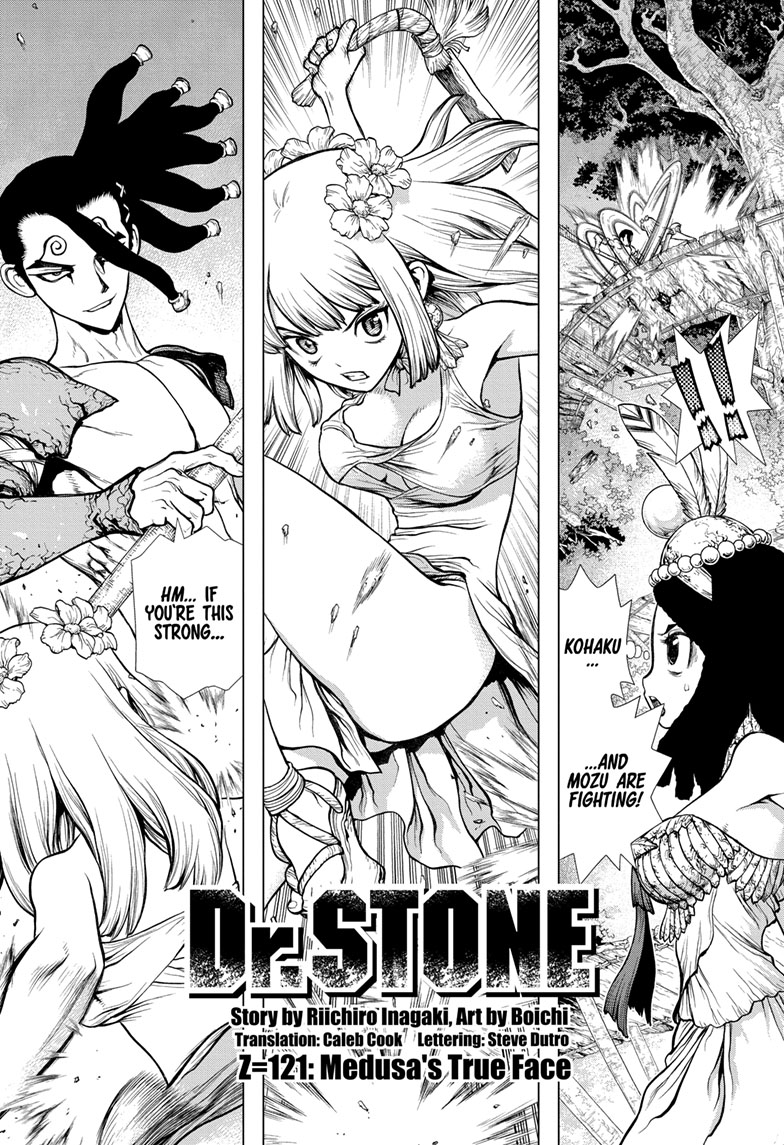 !!
KOHAKU
...
...AND
MOZU ARE
FIGHTING!
HM... IF
YOU'RE THIS
STRONG...
Dr.STONE
Story by Riichiro Inagaki, Art by Boichi
Translation: Caleb Cook Lettering: Steve Dutro
Z=121: Medusa's True Face